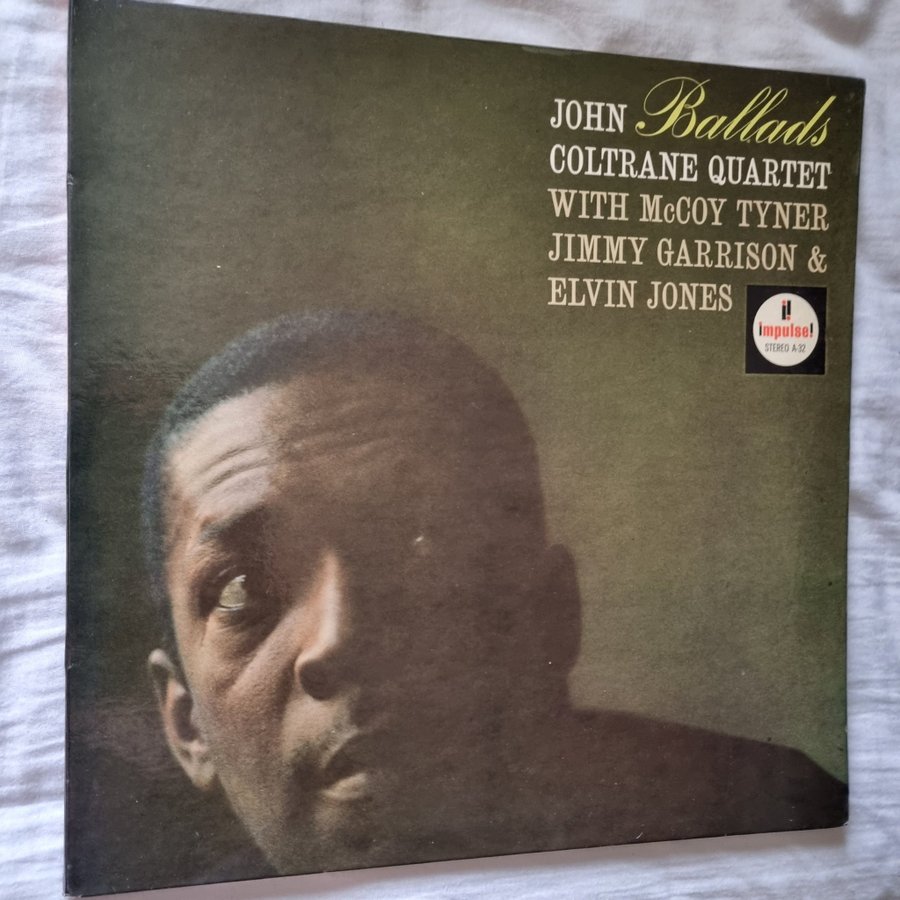 JOHN Ballads
COLTRANE QUARTET
WITH McCOY TYNER
JIMMY GARRISON &
ELVIN JONES
i!
impulse!
STEREO A-32